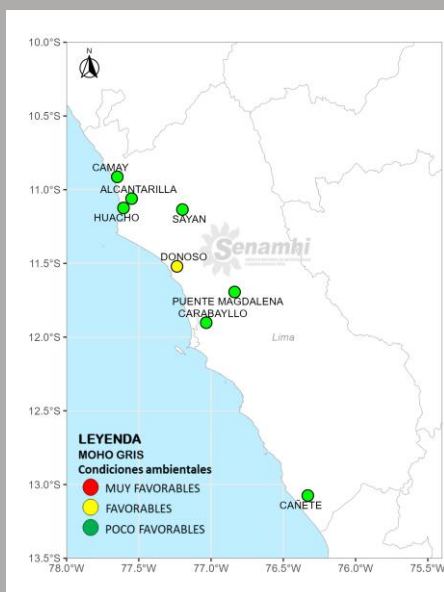 N
10.0°S
10.5°S
11.0°S
11.5°S
12.0°S
12.5°S
13.0°S
13.5°S
78.0°W
77.5°W
77.0°W
76.5°W
76.0°W
75.5°W
CAMAY
ALCANTARILLA
HUACHO
SAYAN
Senamhi
DONOSO
PUENTE MAGDALENA
CARABAYLLO
Lima
CAÑETE
LEYENDA
MOHO GRIS
Condiciones ambientales
MUY FAVORABLES
FAVORABLES
POCO FAVORABLES